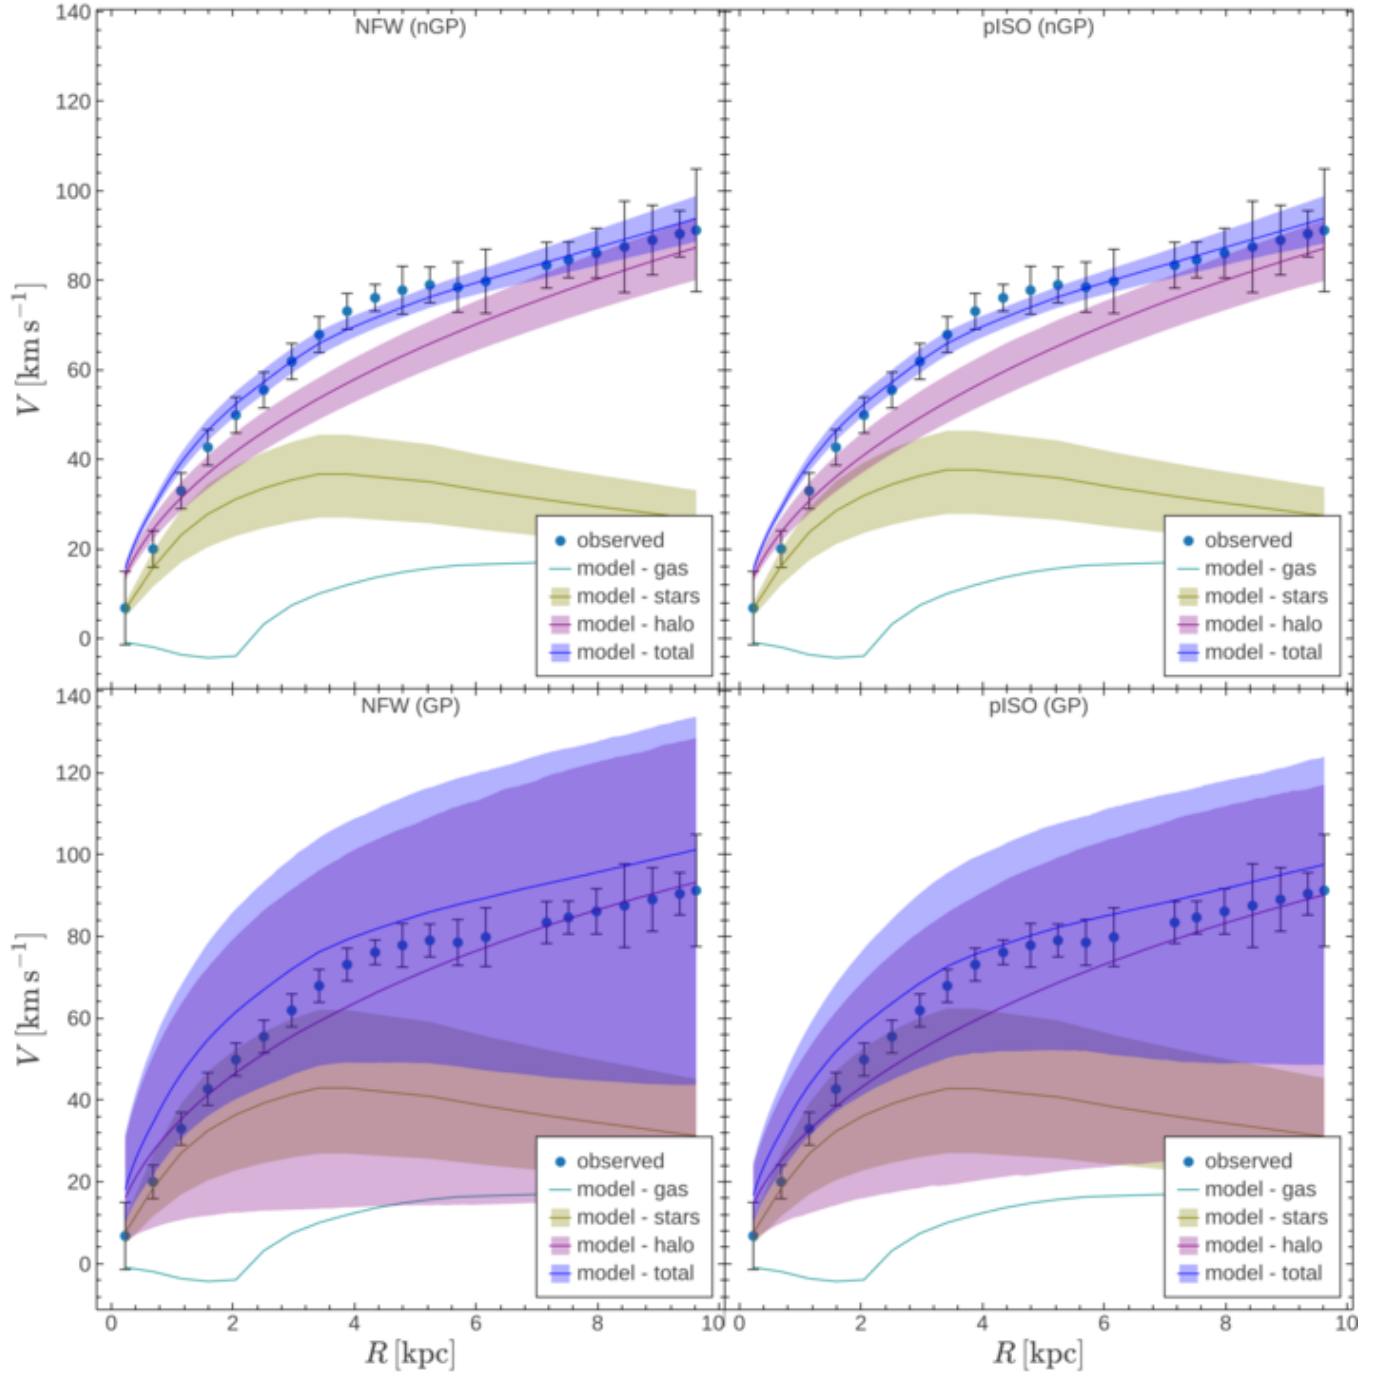 NFW (nGP)
pISO (nGP)
140
120
100
80
60
40
20
0
V [km s⁻¹]
observed
model - gas
model - stars
model - halo
model - total
observed
model - gas
model - stars
model - halo
model - total
NFW (GP)
pISO (GP)
140
120
100
80
60
40
20
0
V [km s⁻¹]
observed
model - gas
model - stars
model - halo
model - total
observed
model - gas
model - stars
model - halo
model - total
0 2 4 6 8 10 0 2 4 6 8 10
R [kpc]
R [kpc]